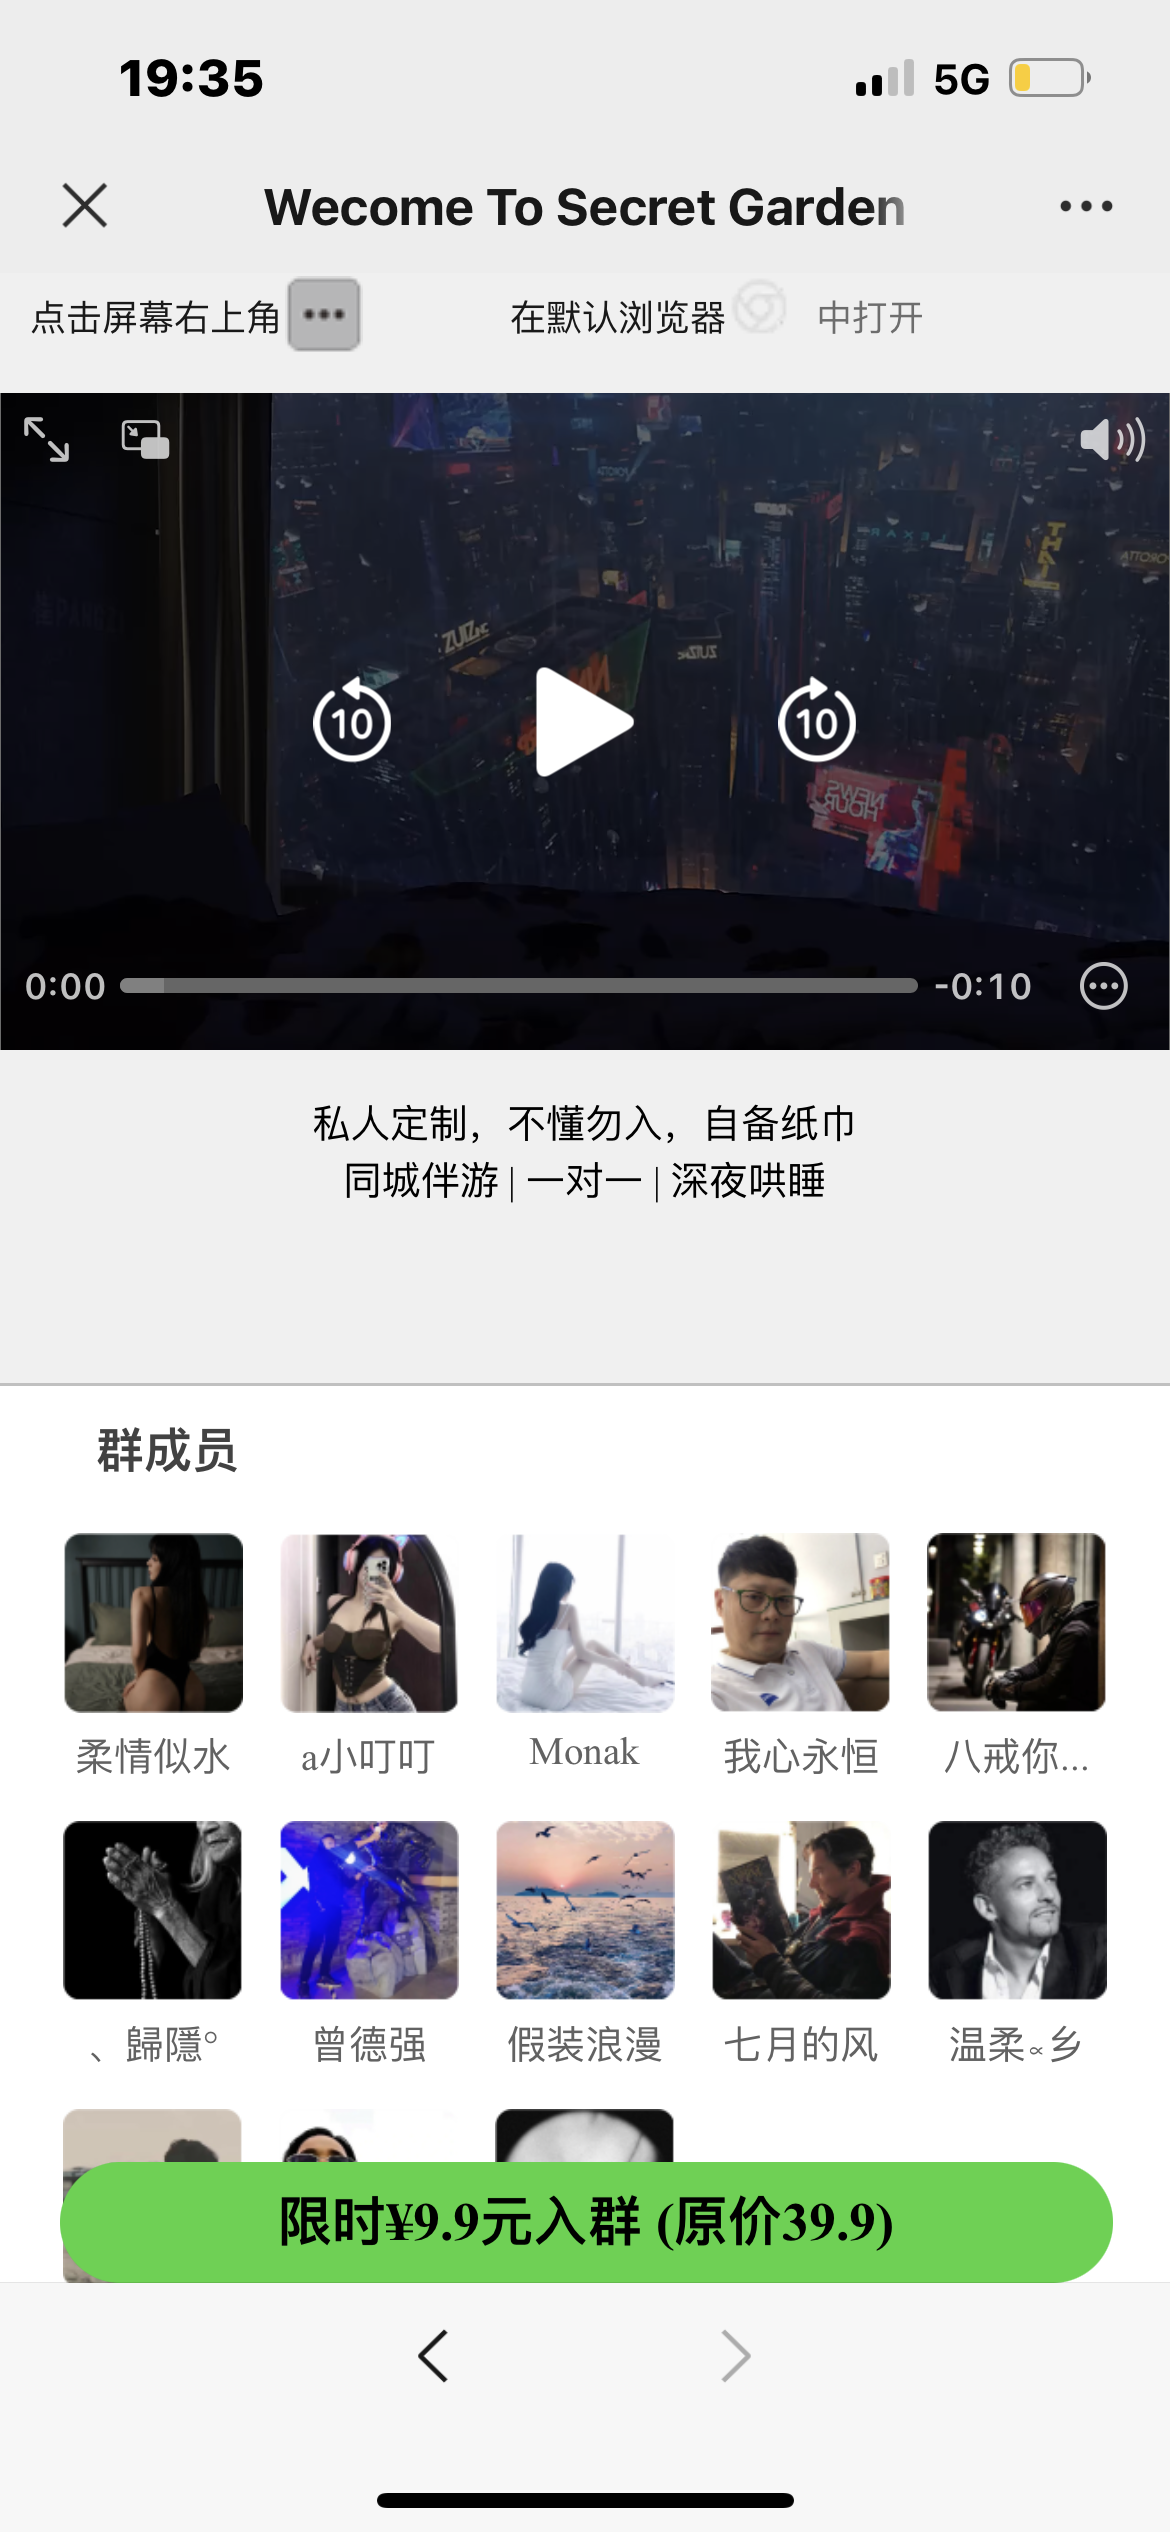 19:35
5G
Wecome To Secret Garden
点击屏幕右上角 在默认浏览器 中打开
THAI
ZUIZ
NEWS
HOUR
10
10
0:00
-0:10
私人定制，不懂勿入，自备纸巾
同城伴游 | 一对一 | 深夜哄睡
群成员
柔情似水
a小叮叮
Monak
我心永恒
八戒你...
、歸隱°
曾德强
假装浪漫
七月的风
温柔∝乡
限时¥9.9元入群 (原价39.9)